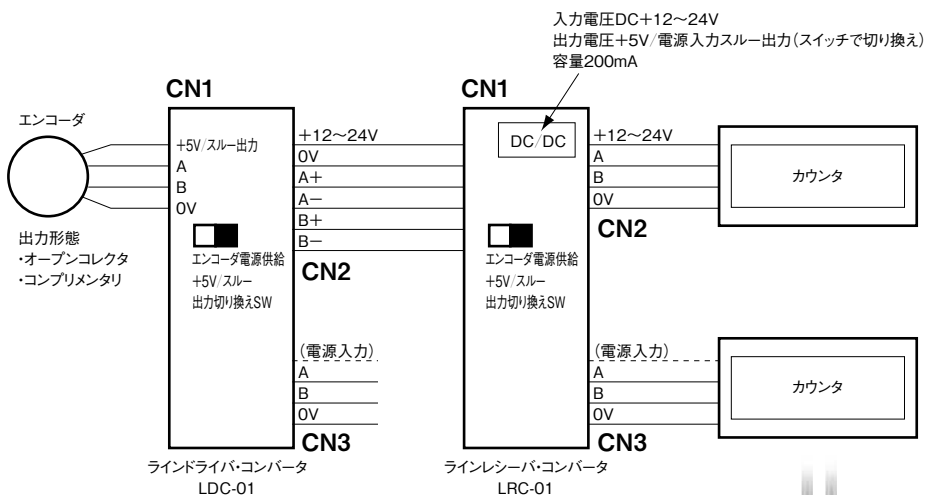 入力電圧DC＋12～24V
出力電圧＋5V/電源入力スルー出力(スイッチで切り換え)
容量200mA
CN1
CN1
エンコーダ
＋5V/スルー出力
A
B
0V
出力形態
・オープンコレクタ
・コンプリメンタリ
エンコーダ電源供給
＋5V/スルー
出力切り換えSW
＋12～24V
0V
A＋
A－
B＋
B－
CN2
(電源入力)
A
B
0V
CN3
ラインドライバ・コンバータ
LDC-01
DC/DC
エンコーダ電源供給
＋5V/スルー
出力切り換えSW
＋12～24V
A
B
0V
CN2
カウンタ
(電源入力)
A
B
0V
CN3
カウンタ
ラインレシーバ・コンバータ
LRC-01